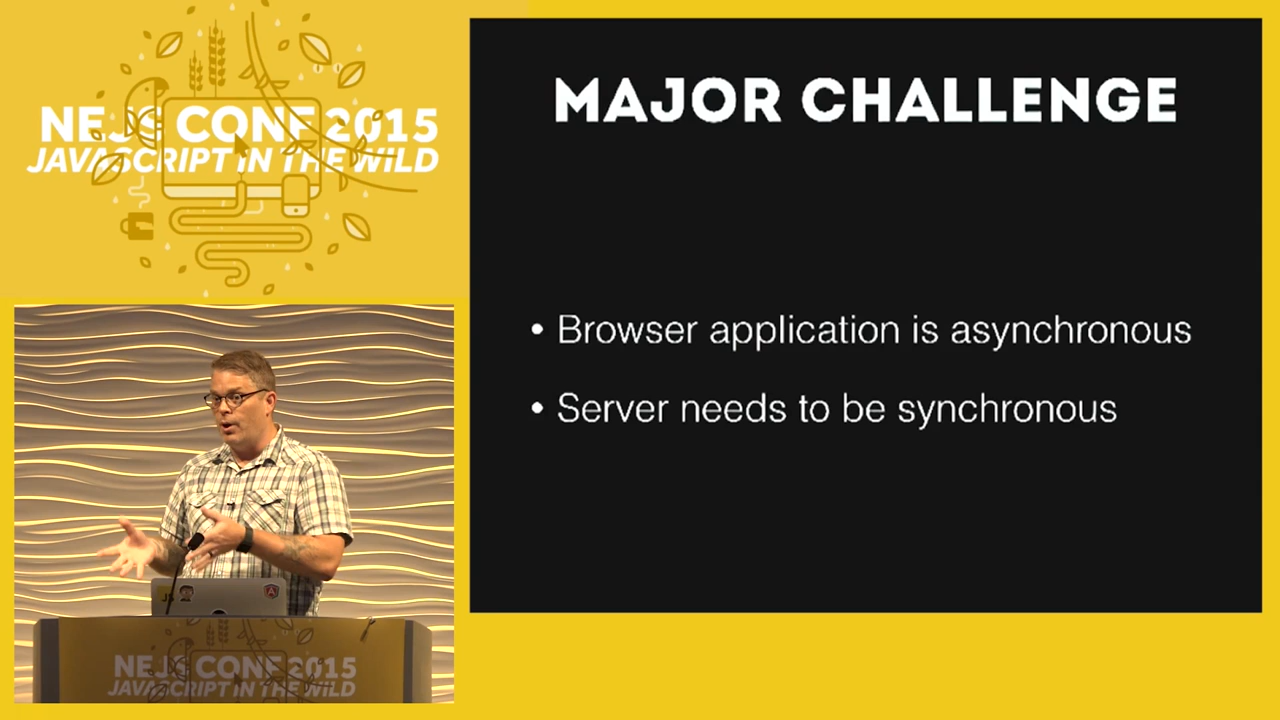 NEJS CONF 2015
JAVASCRIPT IN THE WILD
MAJOR CHALLENGE
• Browser application is asynchronous
• Server needs to be synchronous
JS
NEJS CONF 2015
JAVASCRIPT IN THE WILD